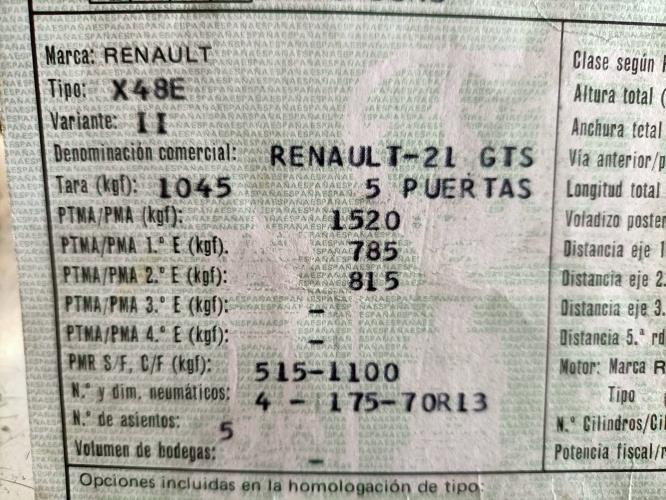 Marca: RENAULT
Tipo: X48E
Variante: II
Denominación comercial: RENAULT-21 GTS
Tara (kgf): 1045 5 PUERTAS
PTMA/PMA (kgf): 1520
PTMA/PMA 1.º E (kgf). 785
PTMA/PMA 2.º E (kgf): 815
PTMA/PMA 3.º E (kgf): –
PTMA/PMA 4.º E (kgf): –
PMR S/F, C/F (kgf): 515-1100
N.º y dim. neumáticos: 4 - 175-70R13
N.º de asientos: 5
Volumen de bodegas: –
Opciones incluidas en la homologación de tipo:
Clase según
Altura total (
Anchura total
Vía anterior/p
Longitud total
Voladizo poster
Distancia eje 1
Distancia eje 2.
Distancia eje 3.
Distancia 5.ª rd
Motor: Marca R
Tipo
N.º Cilindros/Cil
Potencia fiscal/r